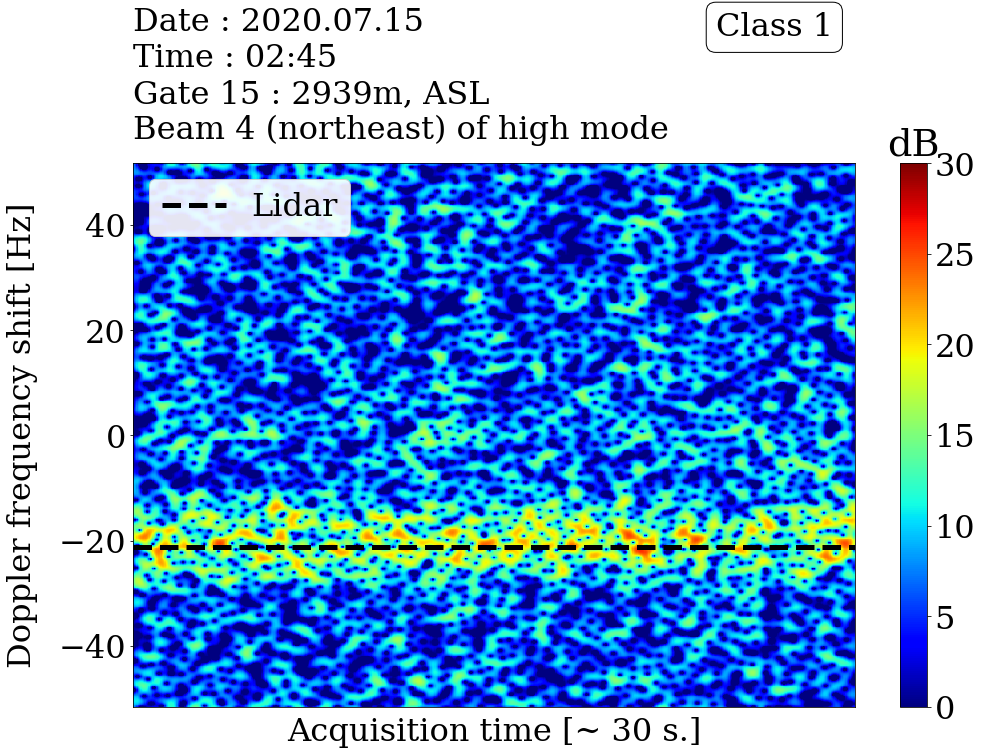 Date : 2020.07.15
Time : 02:45
Gate 15 : 2939m, ASL
Beam 4 (northeast) of high mode
Class 1
dB
Lidar
Doppler frequency shift [Hz]
40
20
0
−20
−40
30
25
20
15
10
5
0
Acquisition time [~ 30 s.]